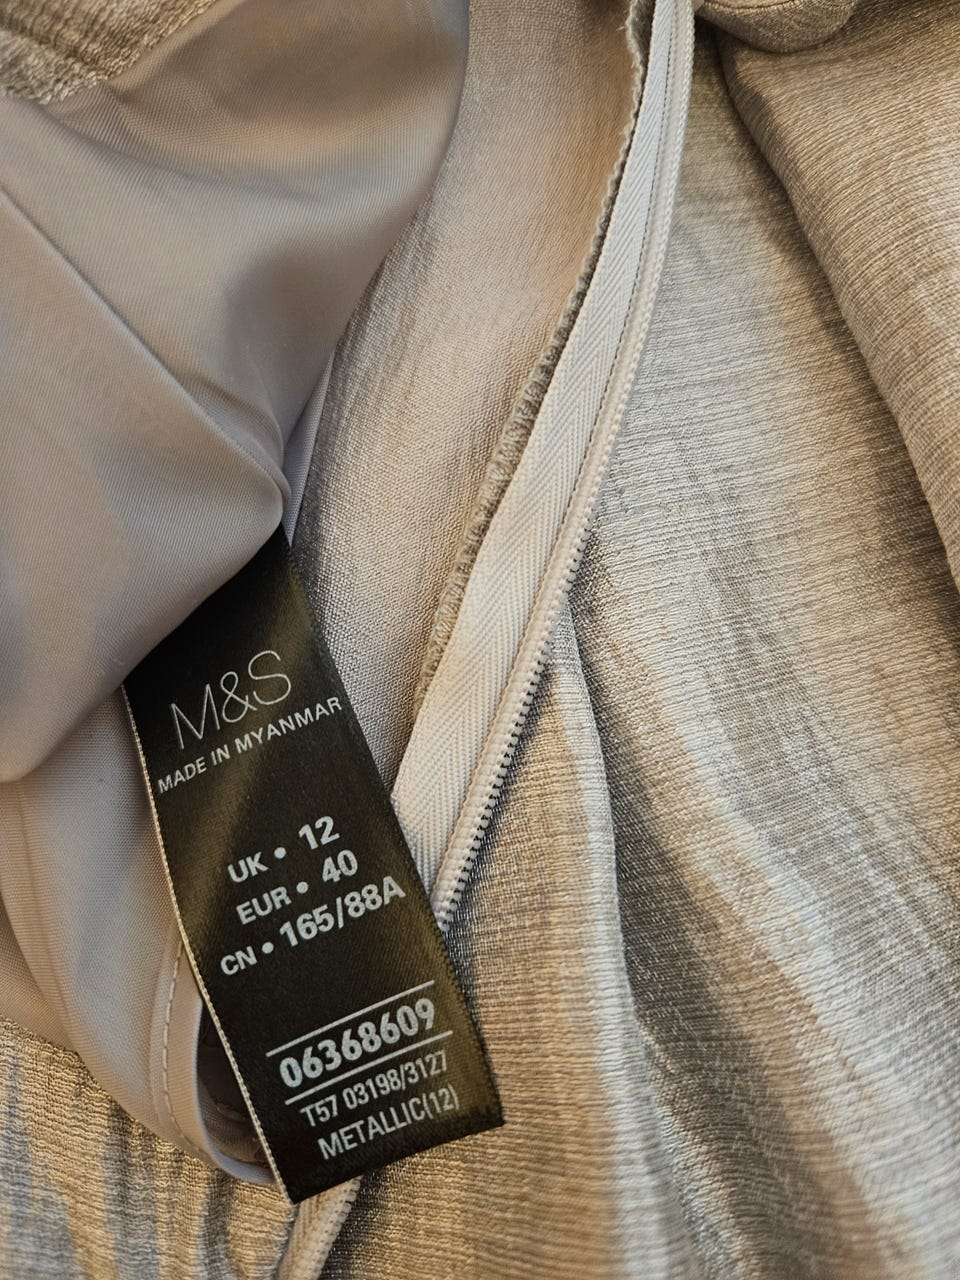 M&S
MADE IN MYANMAR
UK • 12
EUR • 40
CN • 165/88A
06368609
T57 03198/3127
METALLIC(12)